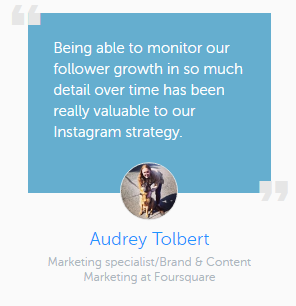 Being able to monitor our
follower growth in so much
detail over time has been
really valuable to our
Instagram strategy.
Audrey Tolbert
Marketing specialist/Brand & Content
Marketing at Foursquare